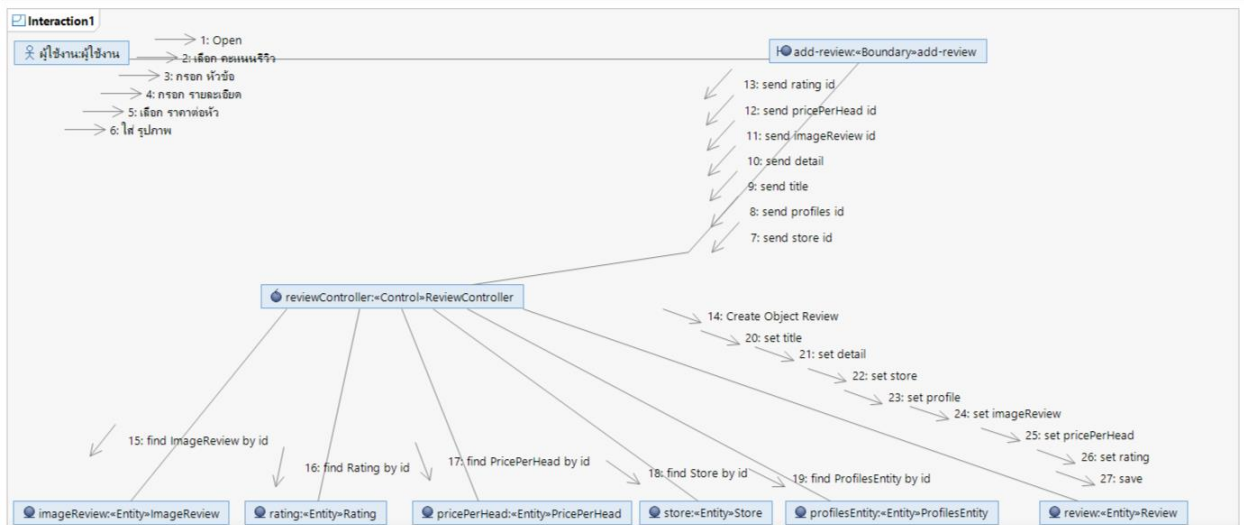 Interaction1
ผู้ใช้งาน:ผู้ใช้งาน
add-review:«Boundary»add-review
1: Open
2: เลือก คะแนนรีวิว
3: กรอก หัวข้อ
4: กรอก รายละเอียด
5: เลือก ราคาต่อหัว
6: ใส่ รูปภาพ
13: send rating id
12: send pricePerHead id
11: send imageReview id
10: send detail
9: send title
8: send profiles id
7: send store id
reviewController:«Control»ReviewController
14: Create Object Review
20: set title
21: set detail
22: set store
23: set profile
24: set imageReview
25: set pricePerHead
26: set rating
27: save
15: find ImageReview by id
16: find Rating by id
17: find PricePerHead by id
18: find Store by id
19: find ProfilesEntity by id
imageReview:«Entity»ImageReview
rating:«Entity»Rating
pricePerHead:«Entity»PricePerHead
store:«Entity»Store
profilesEntity:«Entity»ProfilesEntity
review:«Entity»Review